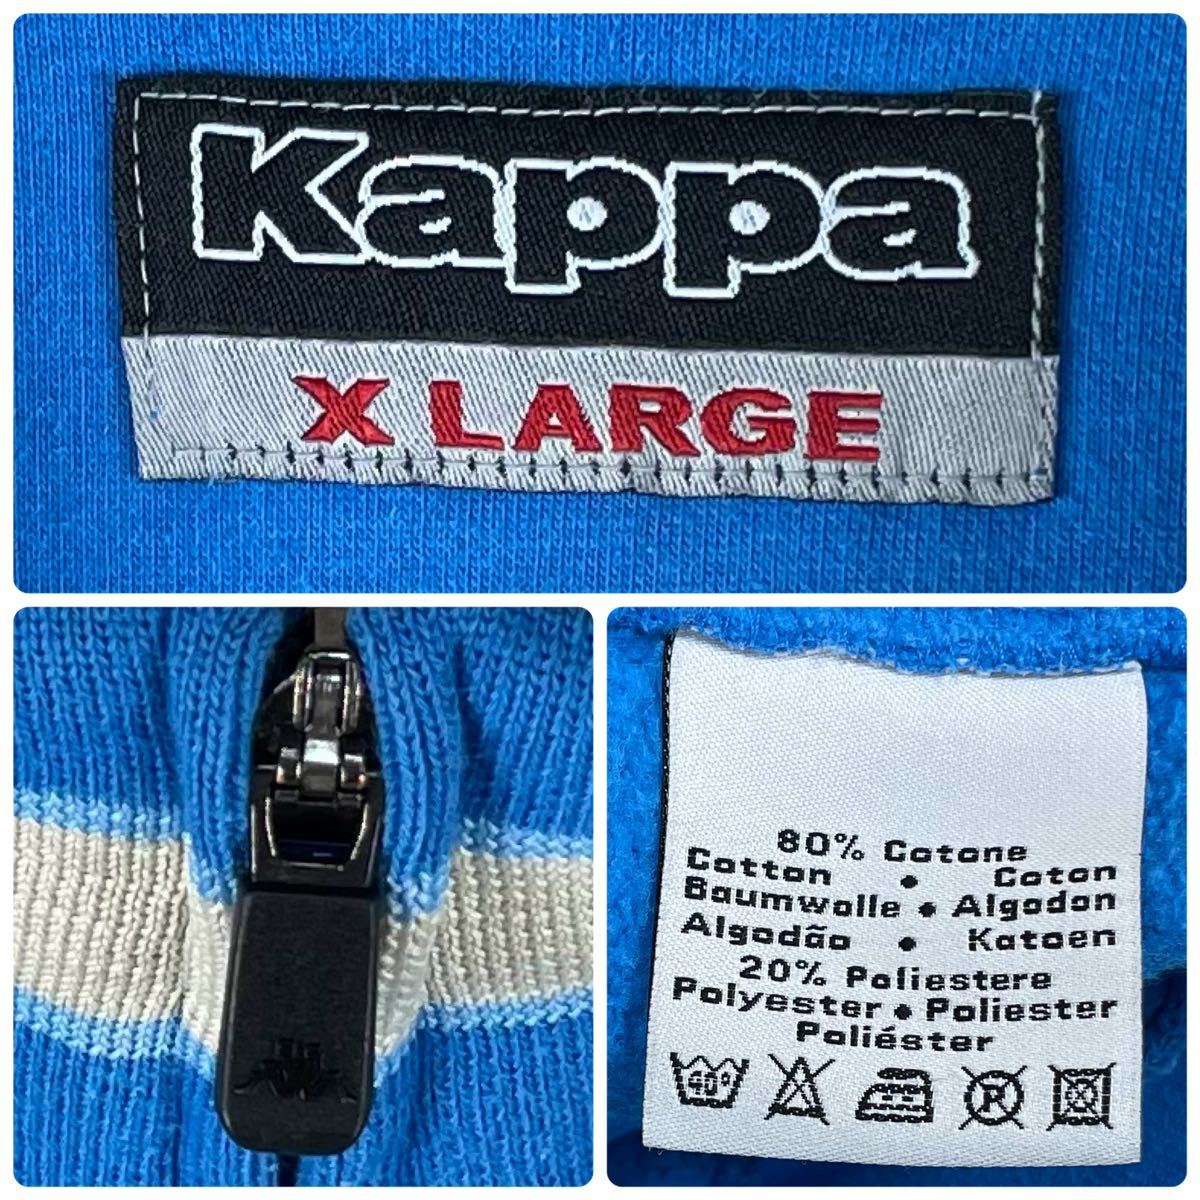 Kappa
X LARGE
80% Cotone
Cotton • Coton
Baumwolle • Algodon
Algodão • Katoen
20% Poliestere
Polyester • Poliester
Poliéster
40°
R